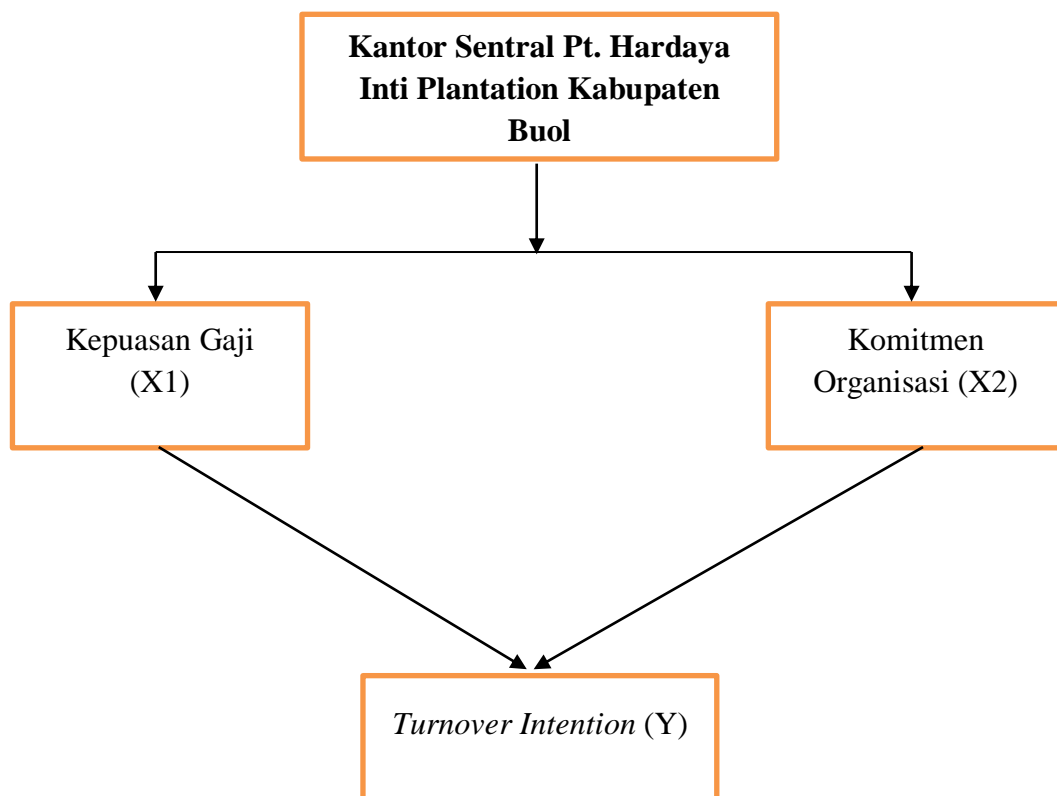 Kantor Sentral Pt. Hardaya
Inti Plantation Kabupaten
Buol
Kepuasan Gaji
(X1)
Komitmen
Organisasi (X2)
Turnover Intention (Y)